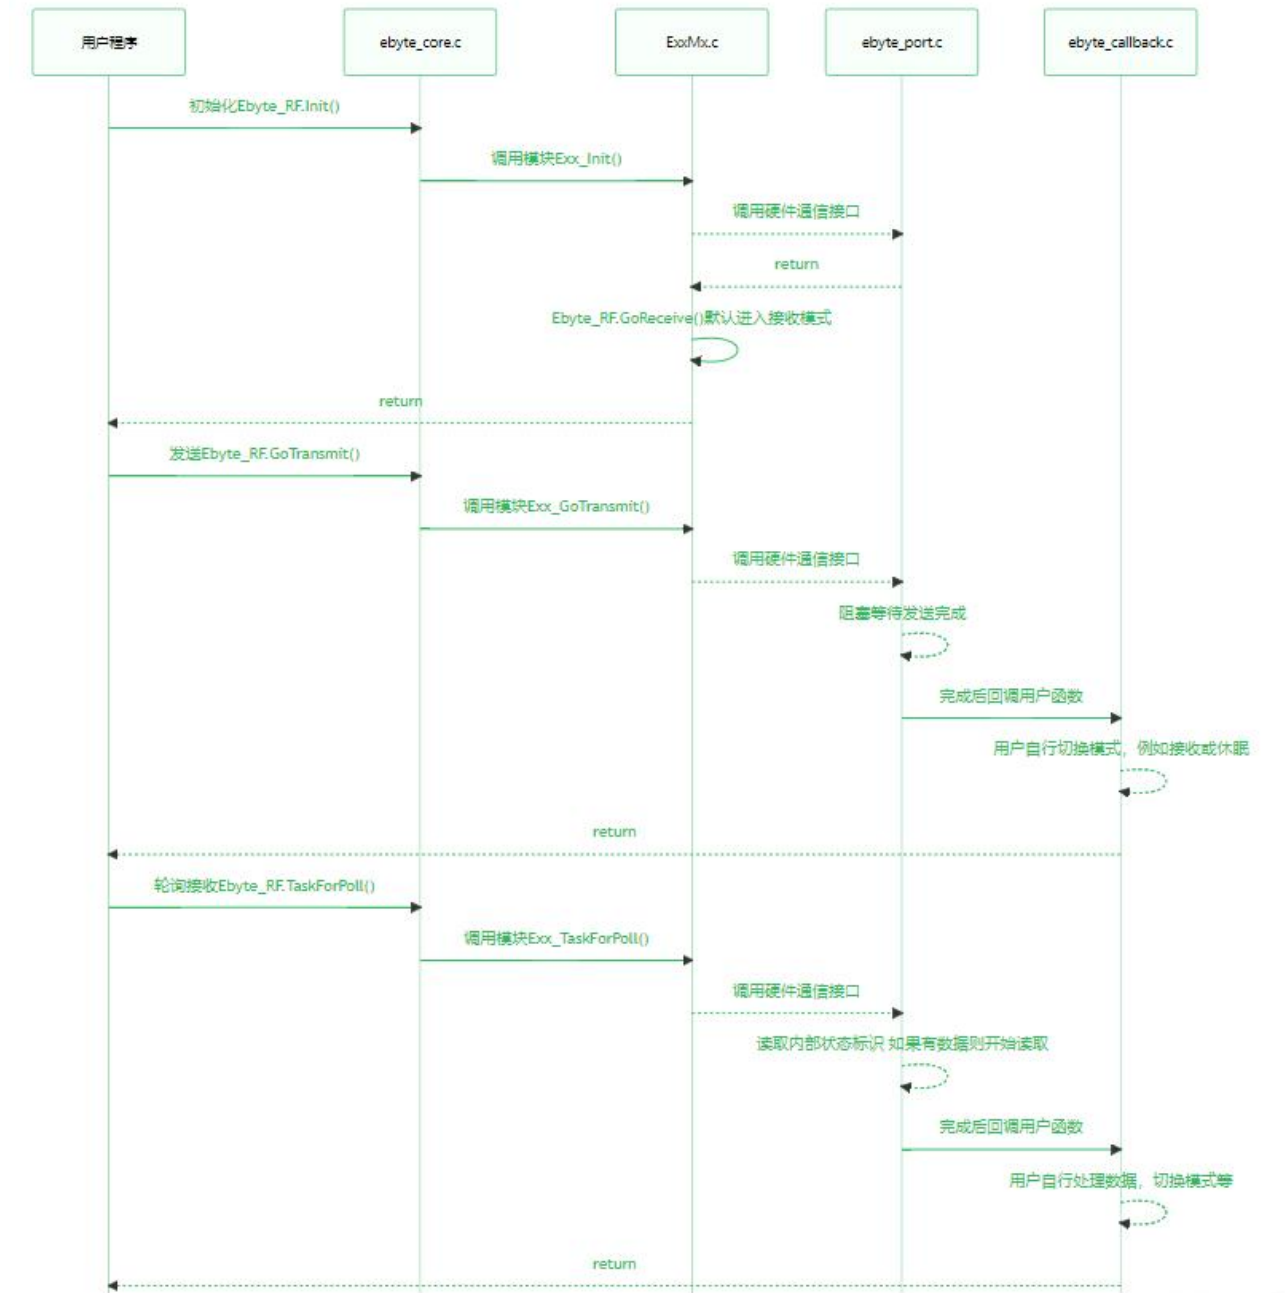 用户程序
ebyte_core.c
ExxMx.c
ebyte_port.c
ebyte_callback.c
初始化Ebyte_RF.Init()
调用模块Exx_Init()
调用硬件通信接口
return
Ebyte_RF.GoReceive()默认进入接收模式
return
发送Ebyte_RF.GoTransmit()
调用模块Exx_GoTransmit()
调用硬件通信接口
阻塞等待发送完成
完成后回调用户函数
用户自行切换模式，例如接收或休眠
return
轮询接收Ebyte_RF.TaskForPoll()
调用模块Exx_TaskForPoll()
调用硬件通信接口
读取内部状态标识 如果有数据则开始读取
完成后回调用户函数
用户自行处理数据，切换模式等
return